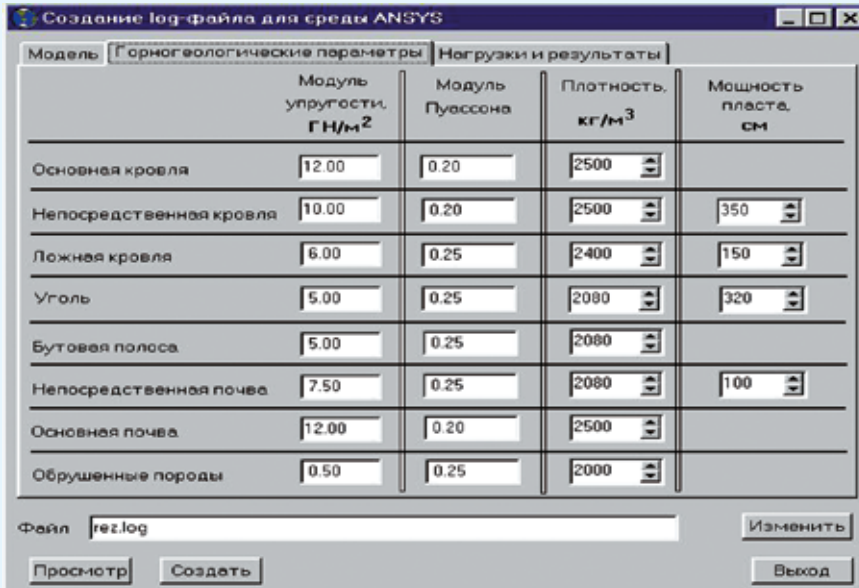 Создание log-файла для среды ANSYS
Модель Горногеологические параметры Нагрузки и результаты
Модуль упругости, ГН/м² Модуль Пуассона Плотность, кг/м³ Мощность пласта, см
Основная кровля 12.00 0.20 2500
Непосредственная кровля 10.00 0.20 2500 350
Ложная кровля 6.00 0.25 2400 150
Уголь 5.00 0.25 2080 320
Бутовая полоса 5.00 0.25 2080
Непосредственная почва 7.50 0.25 2080 100
Основная почва 12.00 0.20 2500
Обрушенные породы 0.50 0.25 2000
Файл rez.log Изменить
Просмотр Создать Выход